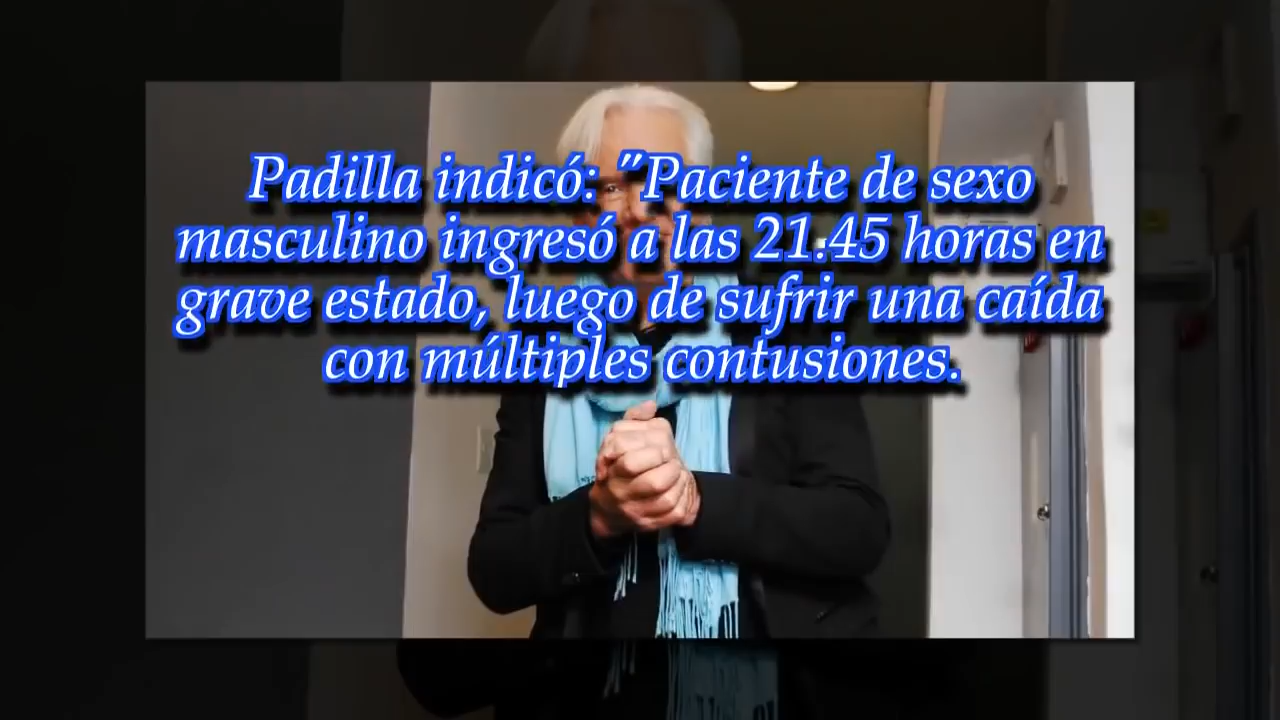 Padilla indicó: "Paciente de sexo
masculino ingresó a las 21.45 horas en
grave estado, luego de sufrir una caída
con múltiples contusiones.